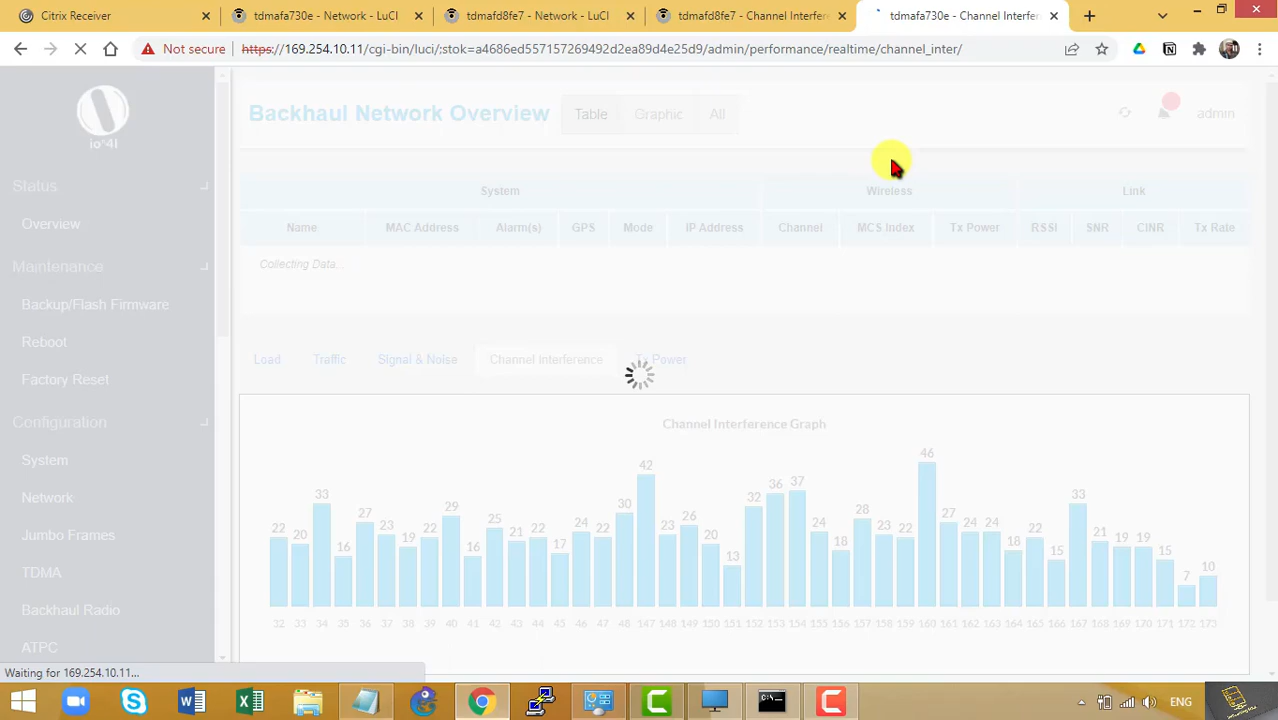 Citrix Receiver
tdmafa730e - Network - LuCI
tdmafd8fe7 - Network - LuCI
tdmafd8fe7 - Channel Interfer
tdmafa730e - Channel Interfer
Not secure
https://169.254.10.11/cgi-bin/luci/;stok=a4686ed557157269492d2ea89d4e25d9/admin/performance/realtime/channel_inter/
Backhaul Network Overview
Table
Graphic
All
admin
Status
Overview
Maintenance
Backup/Flash Firmware
Reboot
Factory Reset
Configuration
System
Network
Jumbo Frames
TDMA
Backhaul Radio
ATPC
System
Wireless
Link
Name
MAC Address
Alarm(s)
GPS
Mode
IP Address
Channel
MCS Index
Tx Power
RSSI
SNR
CINR
Tx Rate
Collecting Data.
Load
Traffic
Signal & Noise
Channel Interference
Tx Power
Channel Interference Graph
22 20 33 16 27 23 19 22 29 16 25 21 22 17 24 22 30 42 23 26 20 13 32 36 37 24 18 28 23 22 46 27 24 24 18 22 15 33 21 19 19 15 7 10
32 33 34 35 36 37 38 39 40 41 42 43 44 45 46 47 48 147 148 149 150 151 152 153 154 155 156 157 158 159 160 161 162 163 164 165 166 167 168 169 170 171 172 173
Waiting for 169.254.10.11...
ENG